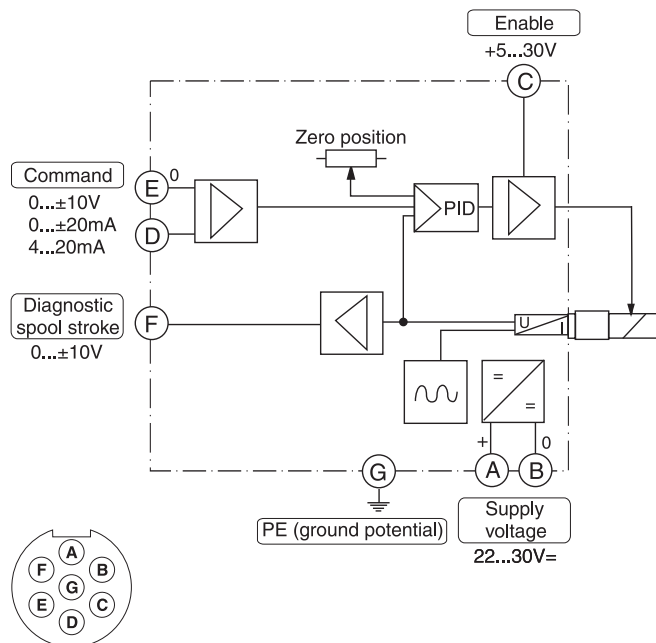 Enable
+5...30V
C
Zero position
Command
0...±10V
0...±20mA
4...20mA
E
0
D
PID
Diagnostic
spool stroke
0...±10V
F
U
I
=
=
+
0
G
A
B
PE (ground potential)
Supply
voltage
22...30V=
A
F
B
G
E
C
D